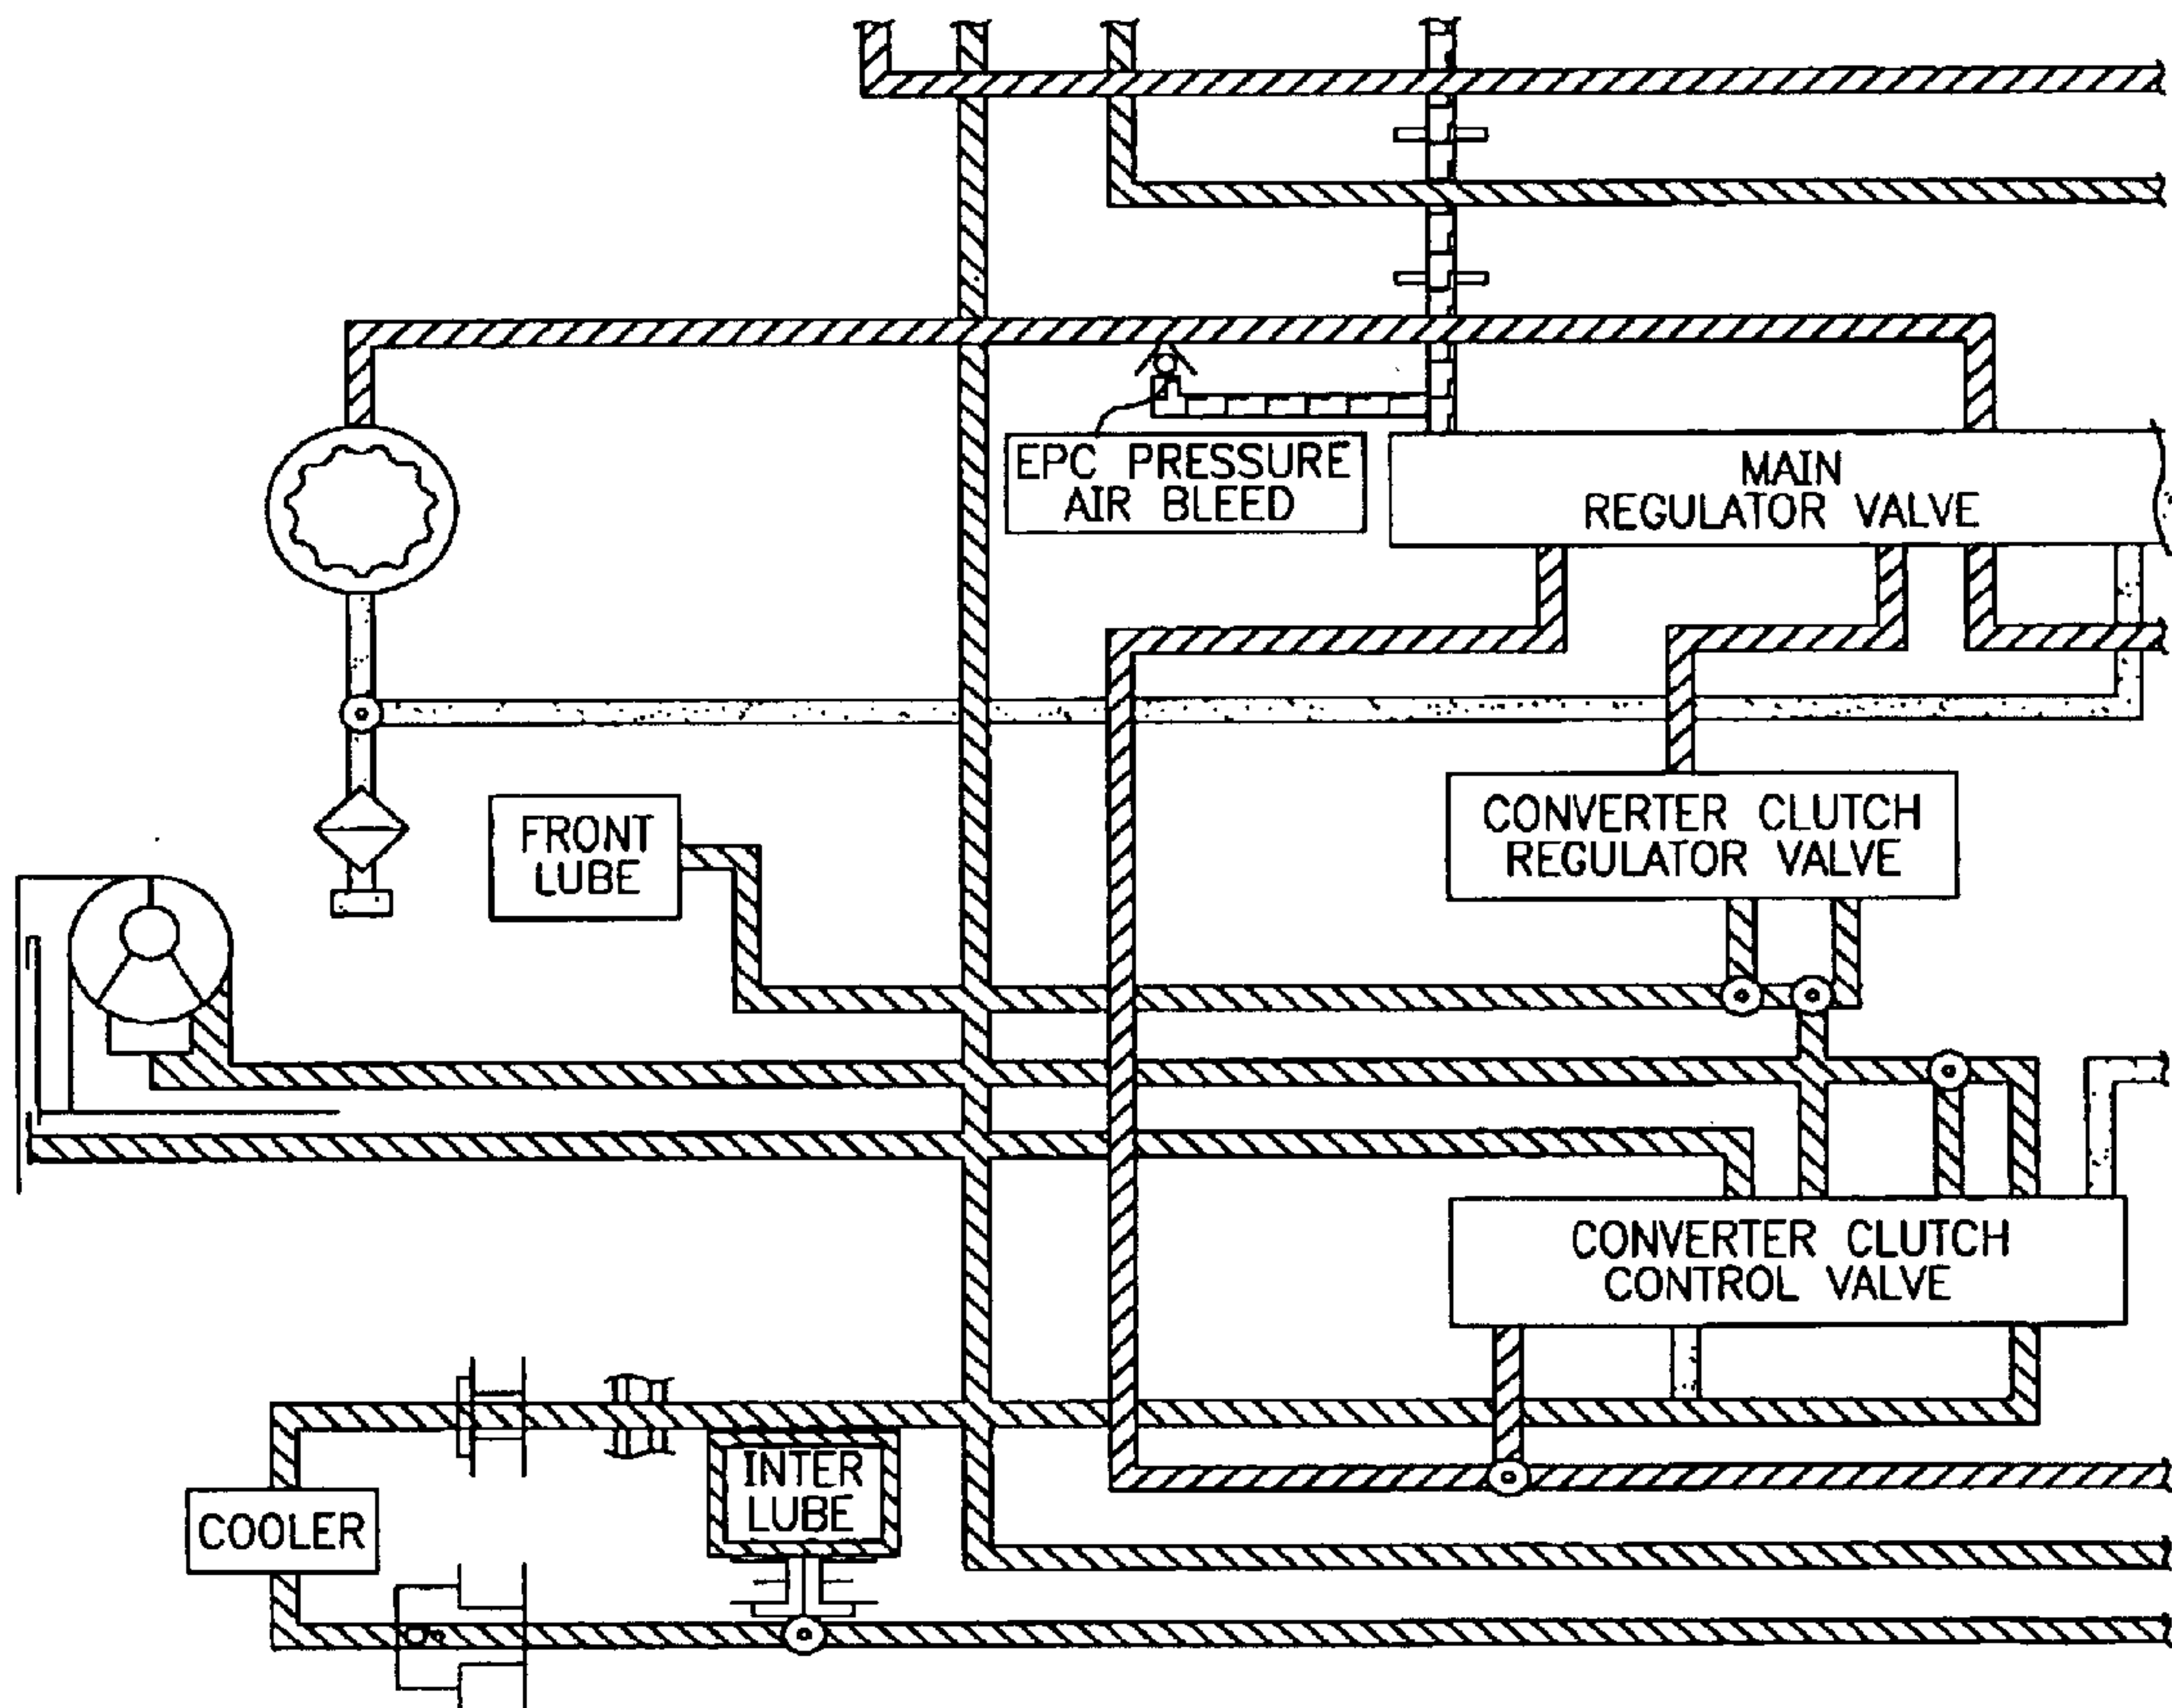 EPC PRESSURE
AIR BLEED
MAIN
REGULATOR VALVE
FRONT
LUBE
CONVERTER CLUTCH
REGULATOR VALVE
CONVERTER CLUTCH
CONTROL VALVE
INTER
LUBE
COOLER